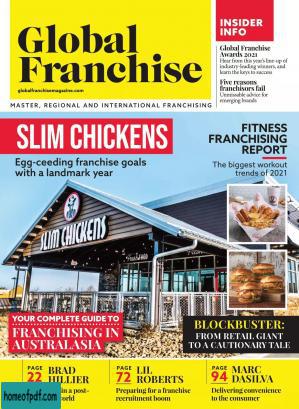 Global
Franchise
globalfranchisemagazine.com
MASTER, REGIONAL AND INTERNATIONAL FRANCHISING
INSIDER
INFO
Global Franchise
Awards 2021
Hear from this year's line-up of
industry-leading winners, and
learn the keys to success
Five reasons
franchisors fail
Unmissable advice for
emerging brands
SLIM CHICKENS
Egg-ceeding franchise goals
with a landmark year
FITNESS
FRANCHISING
REPORT
The biggest workout
trends of 2021
SLIM CHICKENS
YOUR COMPLETE GUIDE TO
FRANCHISING IN
AUSTRALASIA
BLOCKBUSTER:
FROM RETAIL GIANT
TO A CAUTIONARY TALE
PAGE
22
BRAD
HILLIER
in a post-
world
PAGE
72
LIL
ROBERTS
Preparing for a franchise
recruitment boom
PAGE
94
MARC
DASILVA
Delivering convenience
to the consumer
homeofpdf.com